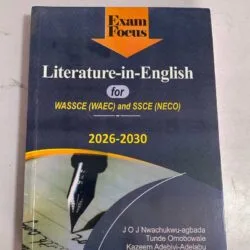 Exam
Focus
Literature-in-English
for
WASSCE (WAEC) and SSCE (NECO)
2026-2030
J O J Nwachukwu-agbada
Tunde Omobowale
Kazeem Adebiyi-Adelabu